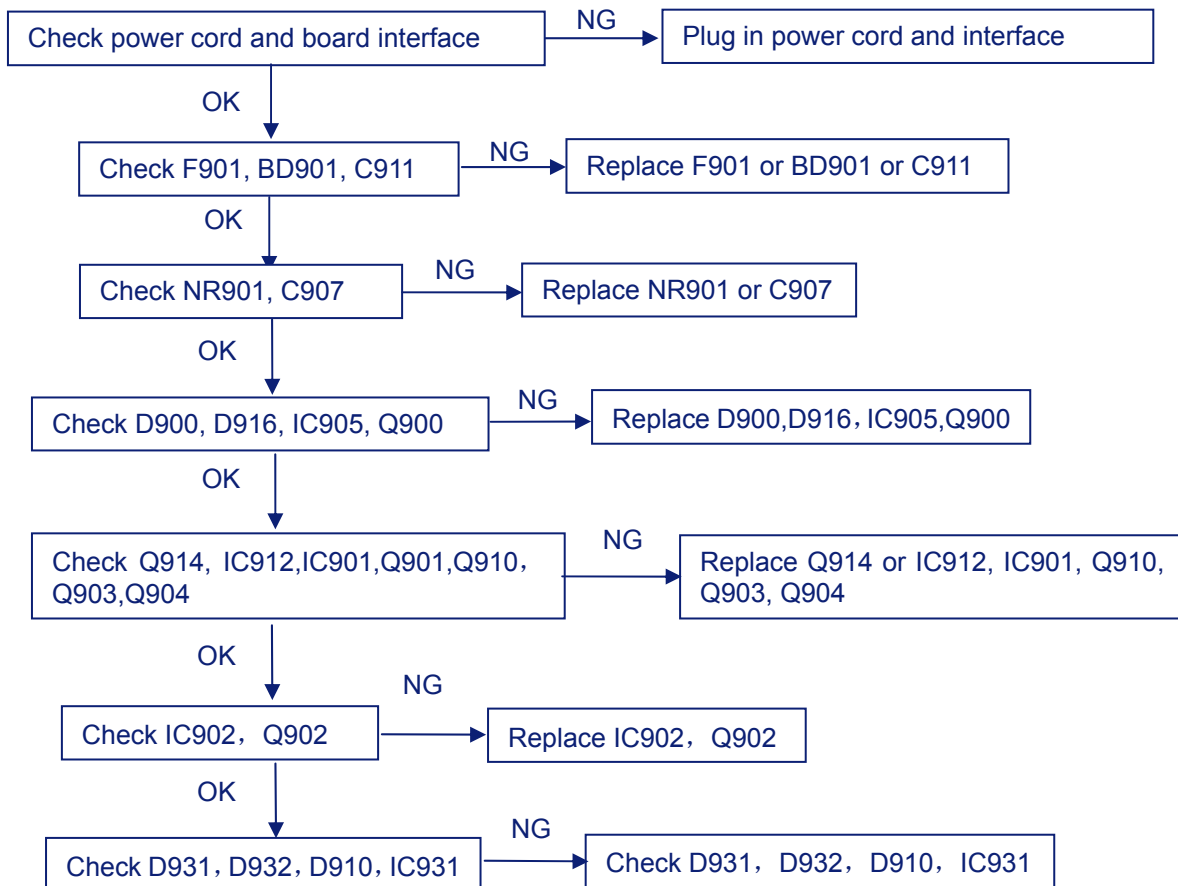 Check power cord and board interface
NG
Plug in power cord and interface
OK
Check F901, BD901, C911
NG
Replace F901 or BD901 or C911
OK
Check NR901, C907
NG
Replace NR901 or C907
OK
Check D900, D916, IC905, Q900
NG
Replace D900,D916，IC905,Q900
OK
Check Q914, IC912,IC901,Q901,Q910，
Q903,Q904
NG
Replace Q914 or IC912, IC901, Q910,
Q903, Q904
OK
Check IC902，Q902
NG
Replace IC902，Q902
OK
Check D931，D932，D910，IC931
NG
Check D931，D932，D910，IC931